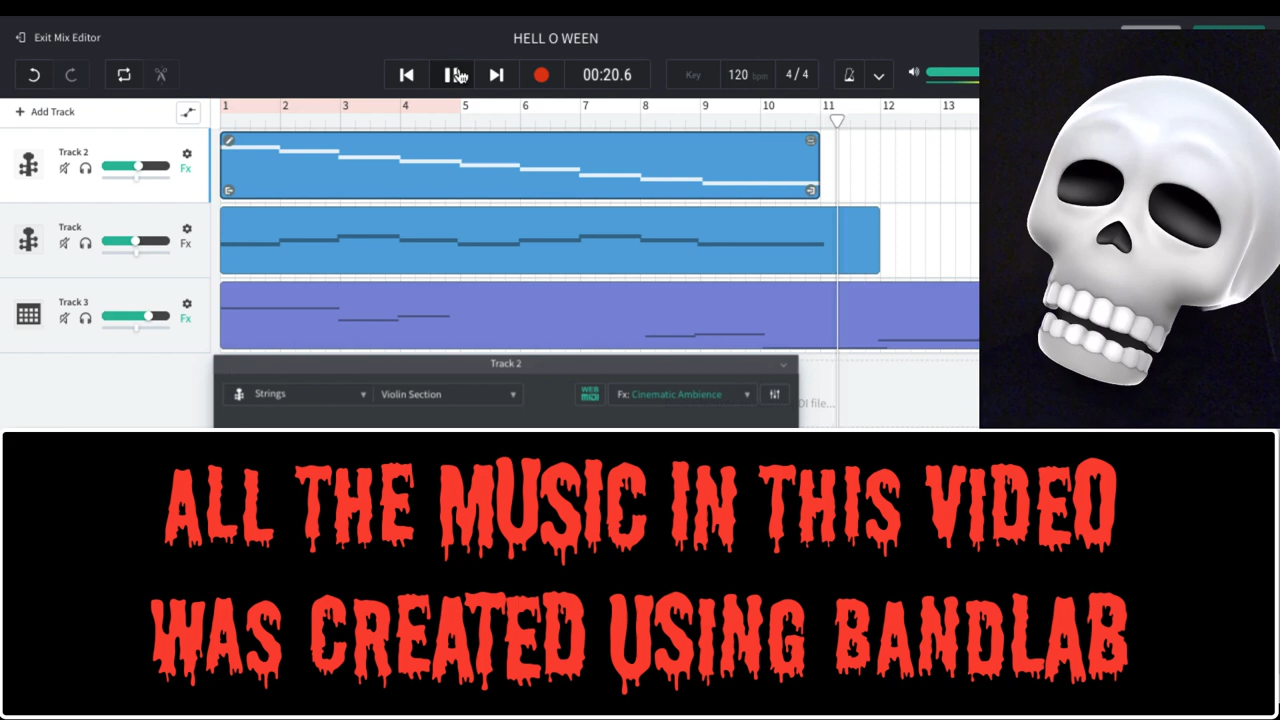 Exit Mix Editor
HELL O WEEN
00:20.6
Key
120 bpm
4 / 4
Add Track
1 2 3 4 5 6 7 8 9 10 11 12 13
Track 2
Fx
Track
Fx
Track 3
Fx
Track 2
Strings
Violin Section
WEB MIDI
Fx: Cinematic Ambience
DI file...
ALL THE MUSIC IN THIS VIDEO
WAS CREATED USING BANDLAB